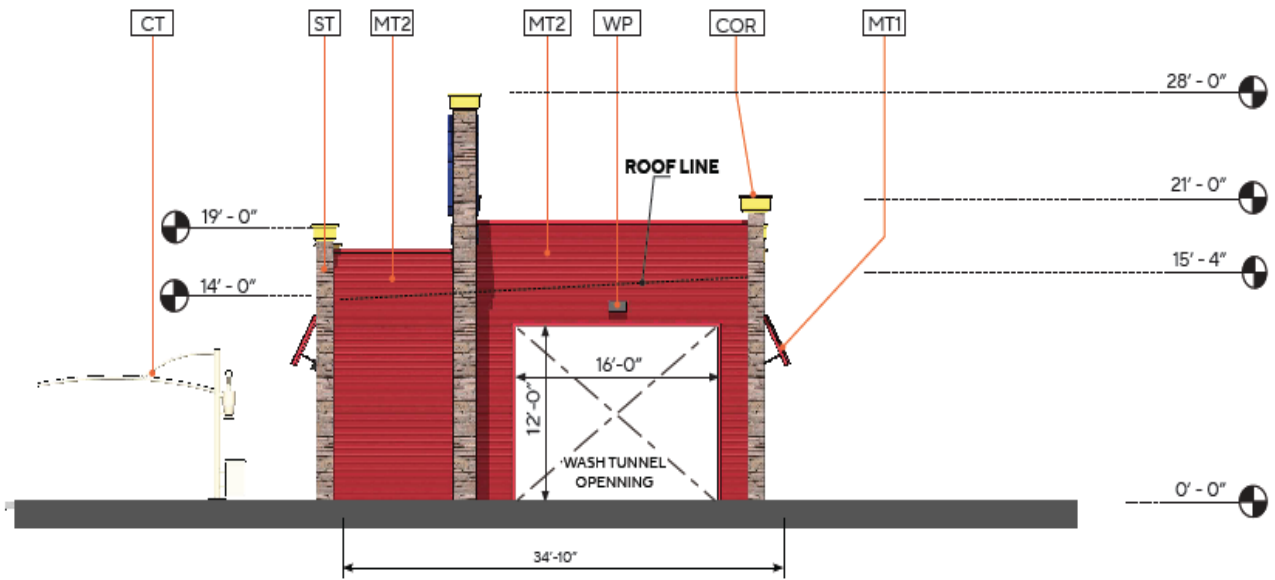 CT
ST
MT2
MT2
WP
COR
MT1
28' - 0"
ROOF LINE
21' - 0"
19' - 0"
15' - 4"
14' - 0"
16'-0"
12'-0"
WASH TUNNEL
OPENNING
0' - 0"
34'-10"